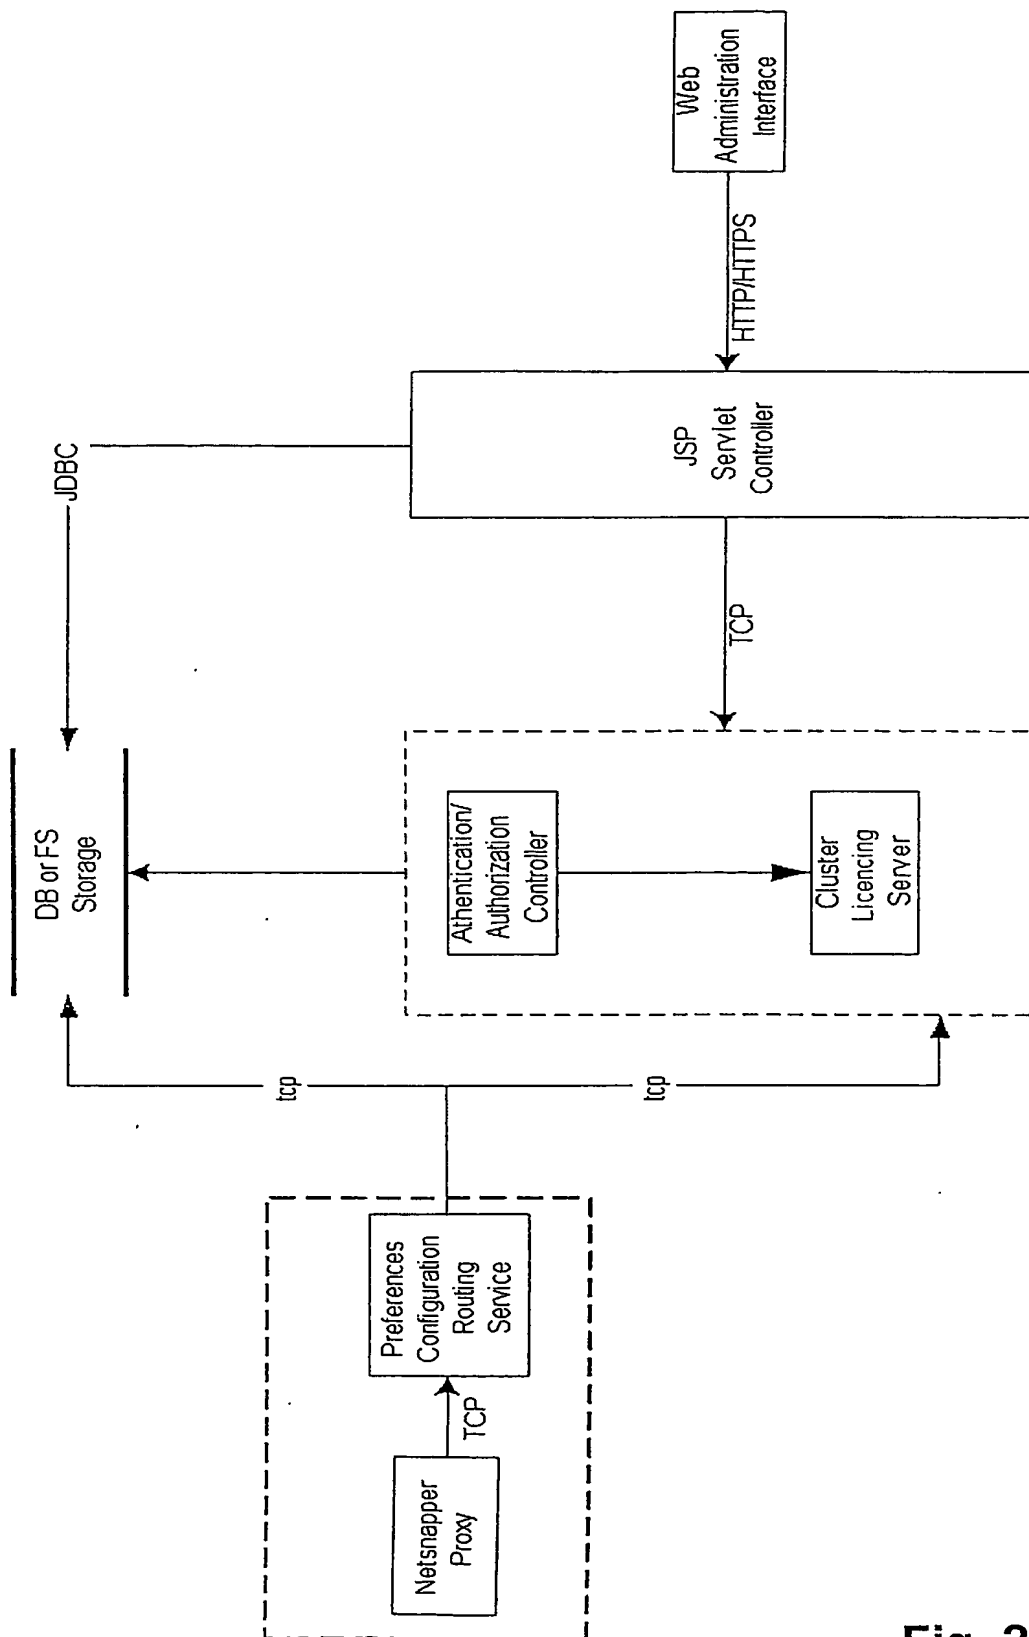 DB or FS
Storage
JDBC
tcp
tcp
Netsnapper
Proxy
TCP
Preferences
Configuration
Routing
Service
Athentication/
Authorization
Controller
Cluster
Licencing
Server
TCP
JSP
Servlet
Controller
HTTP/HTTPS
Web
Administration
Interface